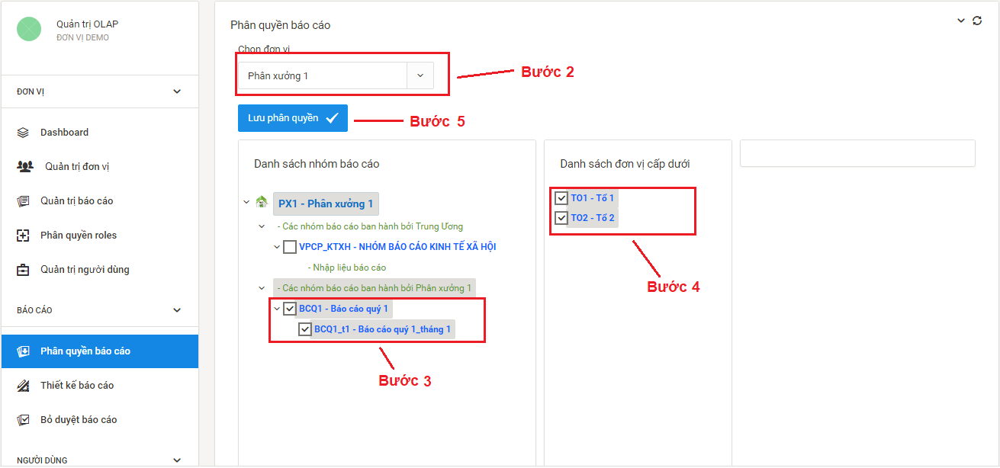 Quản trị OLAP
ĐƠN VỊ DEMO
ĐƠN VỊ
Dashboard
Quản trị đơn vị
Quản trị báo cáo
Phân quyền roles
Quản trị người dùng
BÁO CÁO
Phân quyền báo cáo
Thiết kế báo cáo
Bỏ duyệt báo cáo
NGƯỜI DÙNG
Phân quyền báo cáo
Chọn đơn vị
Phân xưởng 1
Bước 2
Lưu phân quyền
Bước 5
Danh sách nhóm báo cáo
PX1 - Phân xưởng 1
- Các nhóm báo cáo ban hành bởi Trung Ương
VPCP_KTXH - NHÓM BÁO CÁO KINH TẾ XÃ HỘI
- Nhập liệu báo cáo
- Các nhóm báo cáo ban hành bởi Phân xưởng 1
BCQ1 - Báo cáo quý 1
BCQ1_t1 - Báo cáo quý 1_tháng 1
Bước 3
Danh sách đơn vị cấp dưới
TO1 - Tổ 1
TO2 - Tổ 2
Bước 4